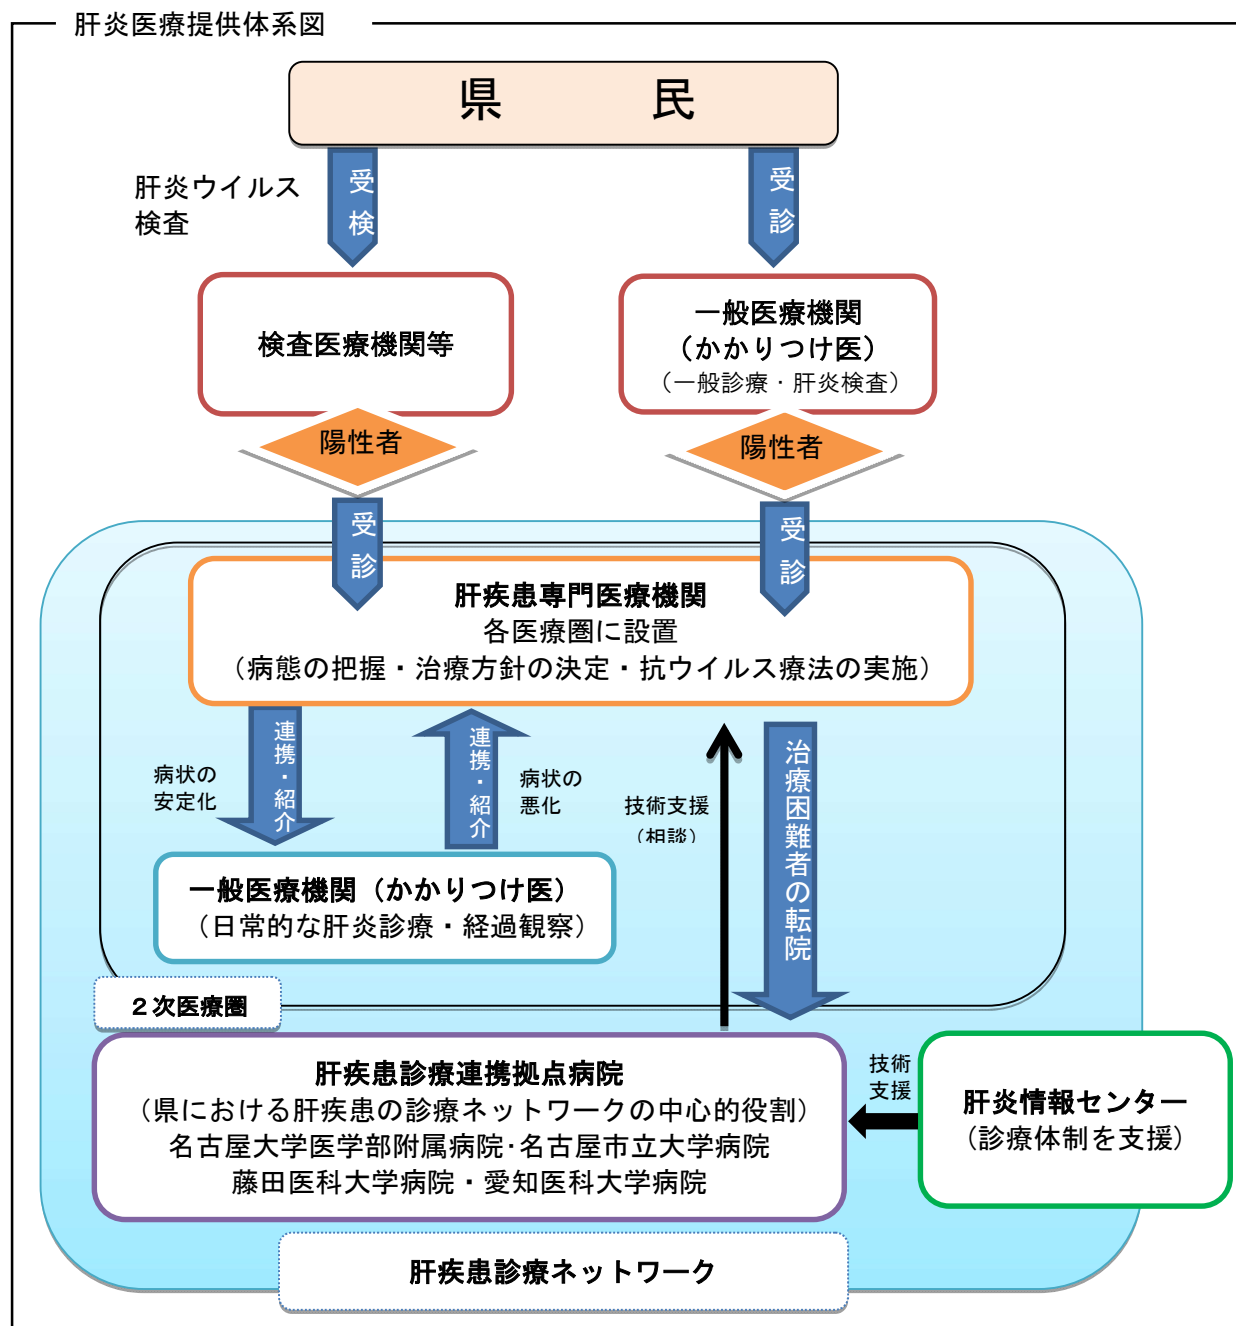 肝炎医療提供体系図
県　民
肝炎ウイルス
検査
受検
受診
検査医療機関等
一般医療機関
（かかりつけ医）
（一般診療・肝炎検査）
陽性者
陽性者
受診
受診
肝疾患専門医療機関
各医療圏に設置
（病態の把握・治療方針の決定・抗ウイルス療法の実施）
病状の
安定化
連携・紹介
連携・紹介
病状の
悪化
技術支援
（相談）
治療困難者の転院
一般医療機関（かかりつけ医）
（日常的な肝炎診療・経過観察）
２次医療圏
肝疾患診療連携拠点病院
（県における肝疾患の診療ネットワークの中心的役割）
名古屋大学医学部附属病院・名古屋市立大学病院
藤田医科大学病院・愛知医科大学病院
技術
支援
肝炎情報センター
（診療体制を支援）
肝疾患診療ネットワーク